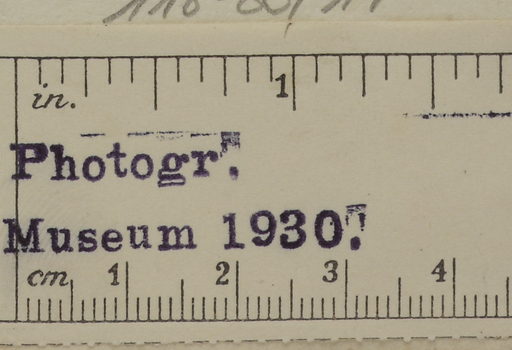 in. 1
Photogr.
Museum 1930.
cm 1 2 3 4